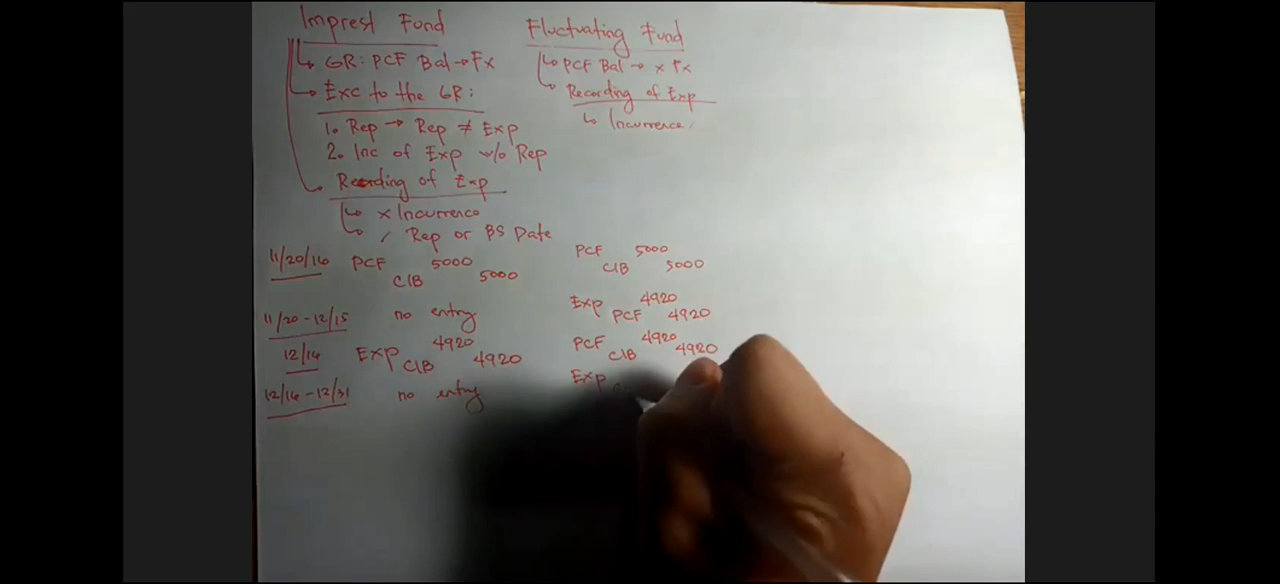 Imprest Fund
Fluctuating Fund
GR: PCF Bal → Fx
PCF Bal → x Fx
Exc to the GR:
Recording of Exp
Incurrence
1. Rep → Rep ≠ Exp
2. Inc of Exp w/o Rep
Recording of Exp
x Incurrence
✓ Rep or BS Date
11/20/16 PCF 5000
CIB 5000
PCF 5000
CIB 5000
11/20 - 12/15 no entry
Exp 4920
PCF 4920
12/16 Exp 4920
CIB 4920
PCF 4920
CIB 4920
12/16 - 12/31 no entry
Exp